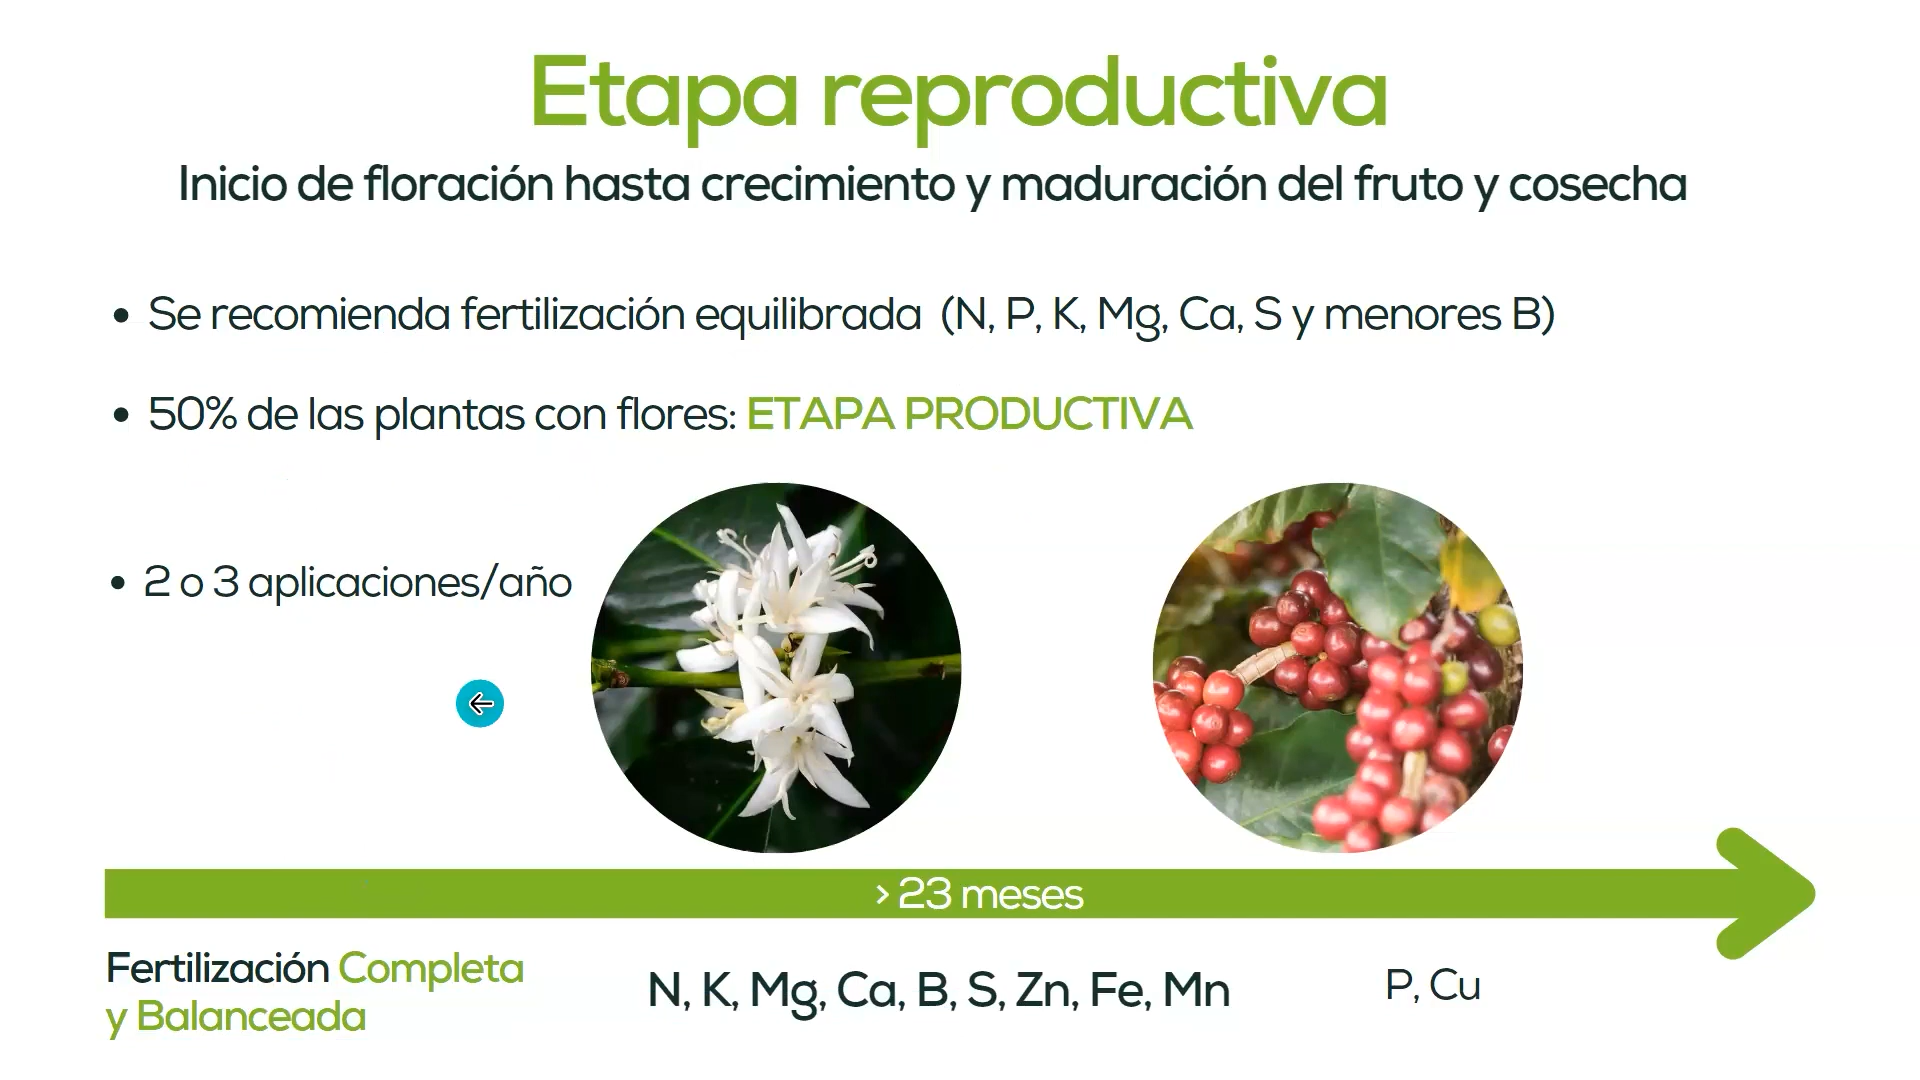 Etapa reproductiva
Inicio de floración hasta crecimiento y maduración del fruto y cosecha
• Se recomienda fertilización equilibrada (N, P, K, Mg, Ca, S y menores B)
• 50% de las plantas con flores: ETAPA PRODUCTIVA
• 2 o 3 aplicaciones/año
> 23 meses
Fertilización Completa
y Balanceada
N, K, Mg, Ca, B, S, Zn, Fe, Mn
P, Cu